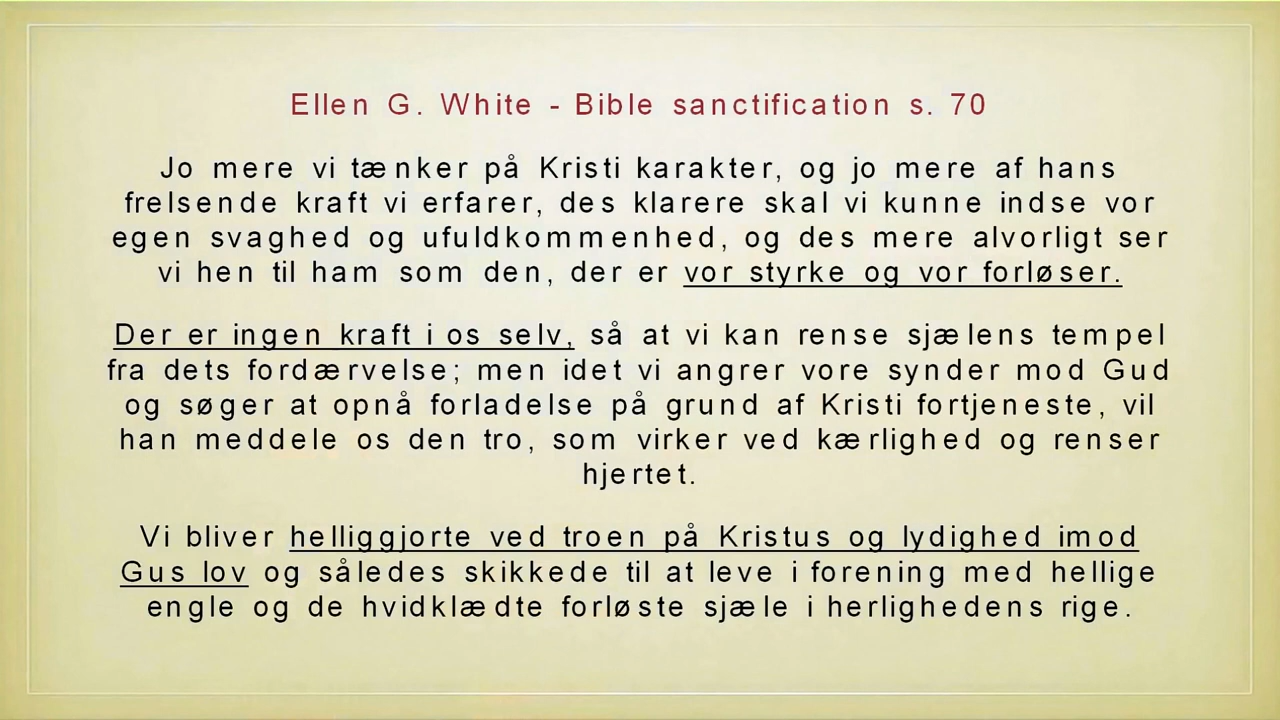 Ellen G. White - Bible sanctification s. 70
Jo mere vi tænker på Kristi karakter, og jo mere af hans
frelsende kraft vi erfarer, des klarere skal vi kunne indse vor
egen svaghed og ufuldkommenhed, og des mere alvorligt ser
vi hen til ham som den, der er vor styrke og vor forløser.
Der er ingen kraft i os selv, så at vi kan rense sjælens tempel
fra dets fordærvelse; men idet vi angrer vore synder mod Gud
og søger at opnå forladelse på grund af Kristi fortjeneste, vil
han meddele os den tro, som virker ved kærlighed og renser
hjertet.
Vi bliver helliggjorte ved troen på Kristus og lydighed imod
Gus lov og således skikkede til at leve i forening med hellige
engle og de hvidklædte forløste sjæle i herlighedens rige.